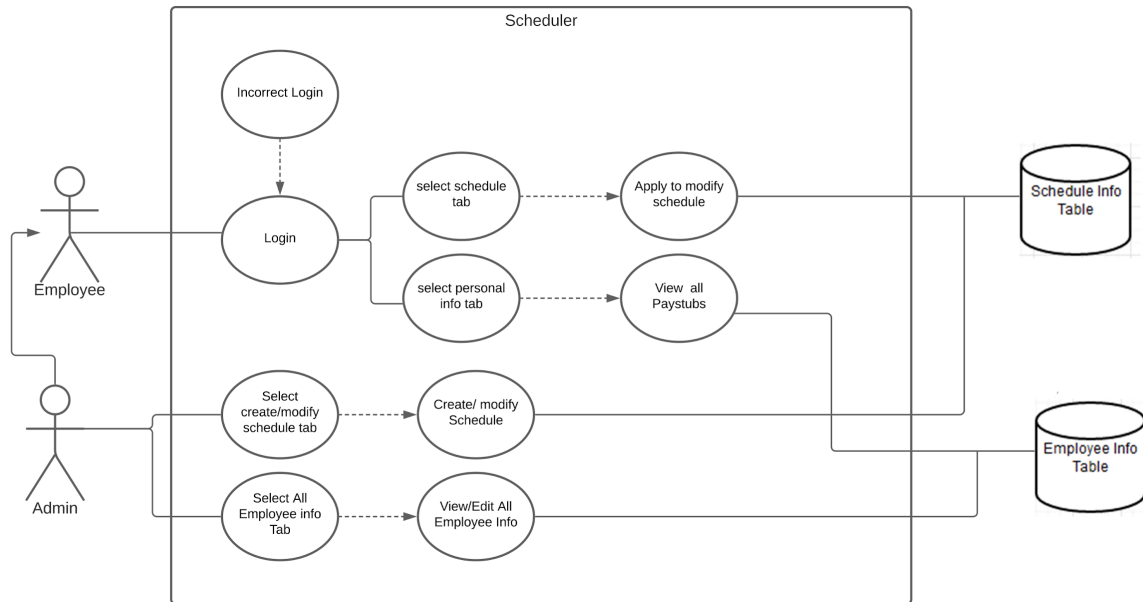 Scheduler
Incorrect Login
select schedule
tab
Apply to modify
schedule
Schedule Info
Table
Login
Employee
select personal
info tab
View  all
Paystubs
Select
create/modify
schedule tab
Create/ modify
Schedule
Employee Info
Table
Admin
Select All
Employee info
Tab
View/Edit All
Employee Info